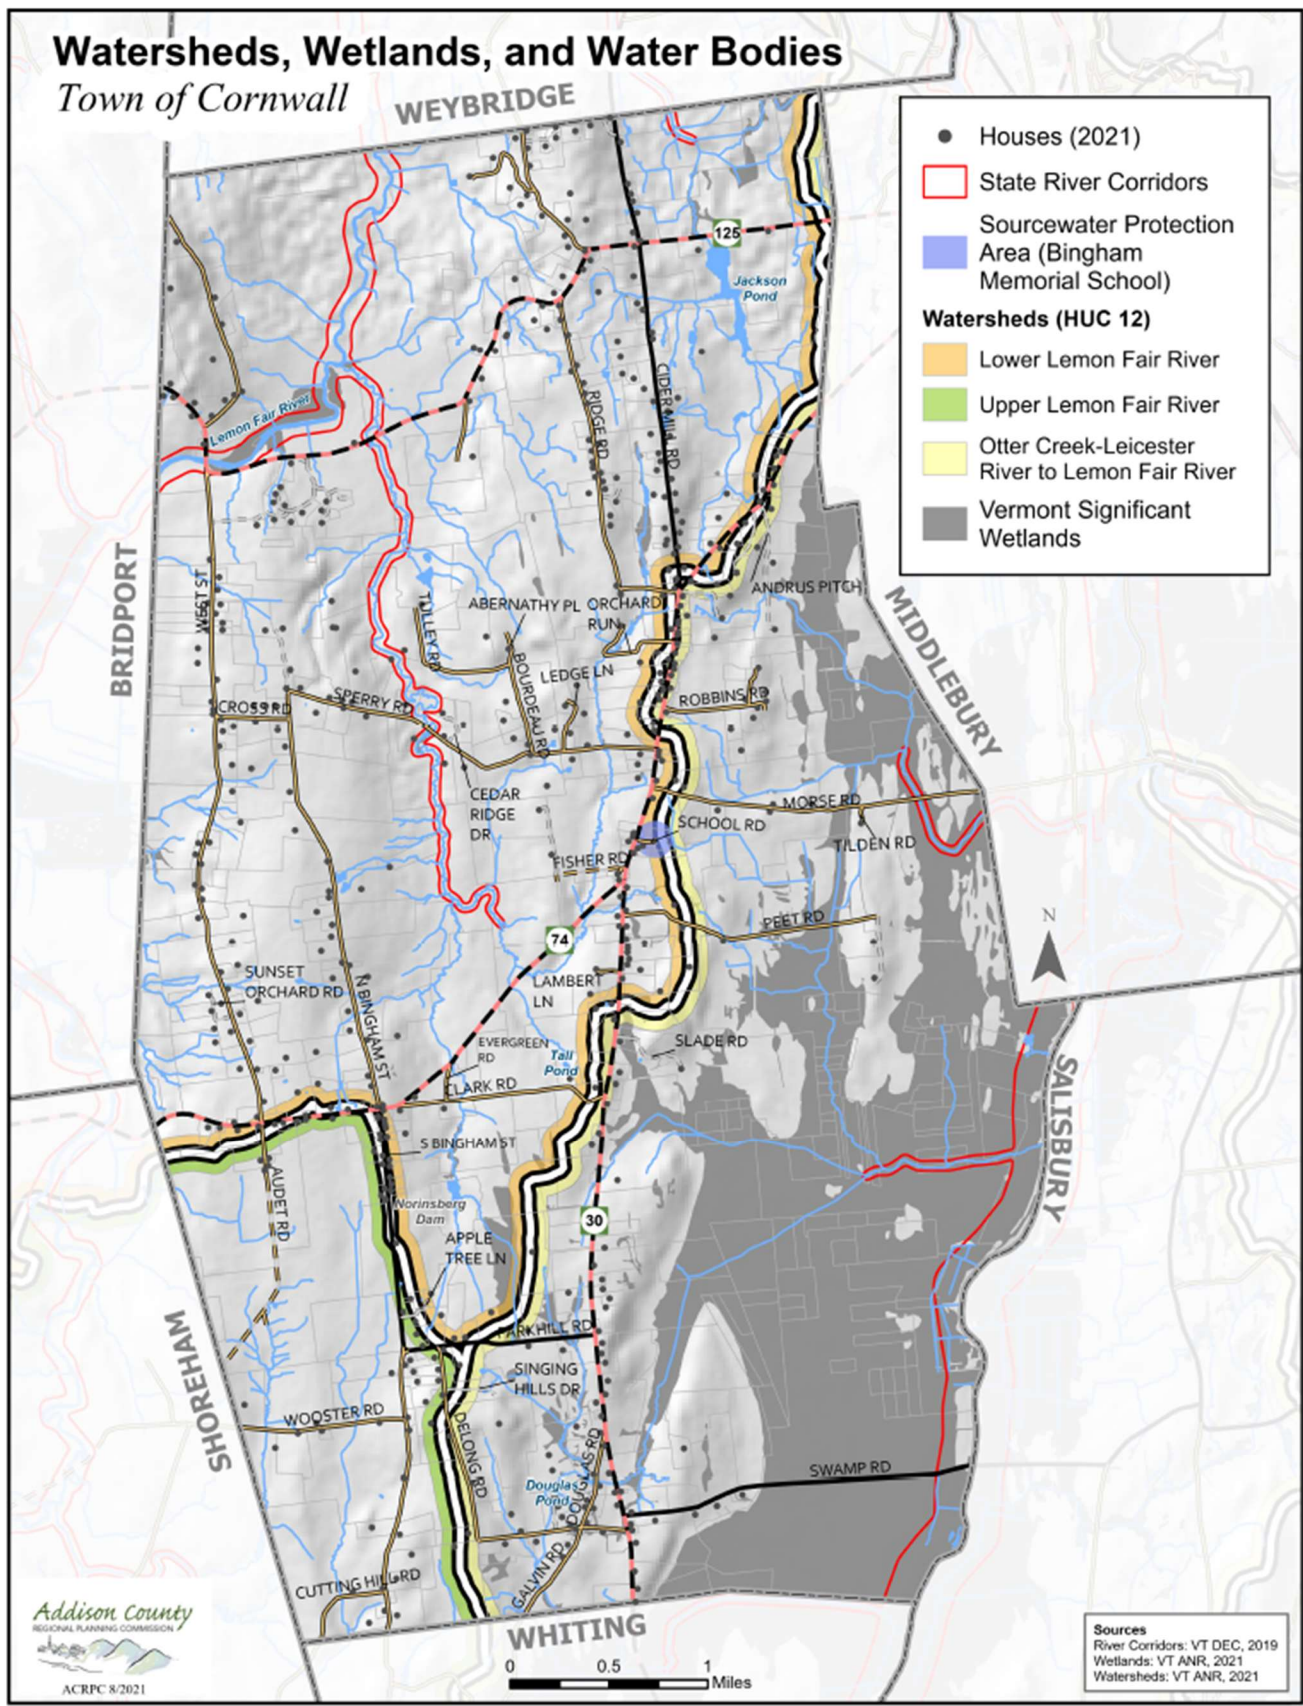 Watersheds, Wetlands, and Water Bodies
Town of Cornwall
WEYBRIDGE
Houses (2021)
State River Corridors
Sourcewater Protection
Area (Bingham
Memorial School)
Watersheds (HUC 12)
Lower Lemon Fair River
Upper Lemon Fair River
Otter Creek-Leicester
River to Lemon Fair River
Vermont Significant
Wetlands
125
Jackson
Pond
Lemon Fair River
RIDGE RD
CIDER MILL RD
BRIDPORT
WEST ST
ANDRUS PITCH
MIDDLEBURY
ABERNATHY PL
ORCHARD
RUN
TULLEY RD
BOURDEAU RD
LEDGE LN
ROBBINS RD
CROSS RD
SPERRY RD
CEDAR
RIDGE
DR
MORSE RD
SCHOOL RD
TILDEN RD
FISHER RD
PEET RD
N
74
SUNSET
ORCHARD RD
N BINGHAM ST
LAMBERT
LN
EVERGREEN
RD
Tall
Pond
SLADE RD
CLARK RD
SALISBURY
S BINGHAM ST
AUDET RD
Norinsberg
Dam
30
APPLE
TREE LN
PARKHILL RD
SHOREHAM
SINGING
HILLS DR
WOOSTER RD
DELONG RD
DOUGLAS RD
SWAMP RD
Douglas
Pond
GALVIN RD
CUTTING HILL RD
WHITING
Addison County
REGIONAL PLANNING COMMISSION
ACRPC 8/2021
0 0.5 1
Miles
Sources
River Corridors: VT DEC, 2019
Wetlands: VT ANR, 2021
Watersheds: VT ANR, 2021